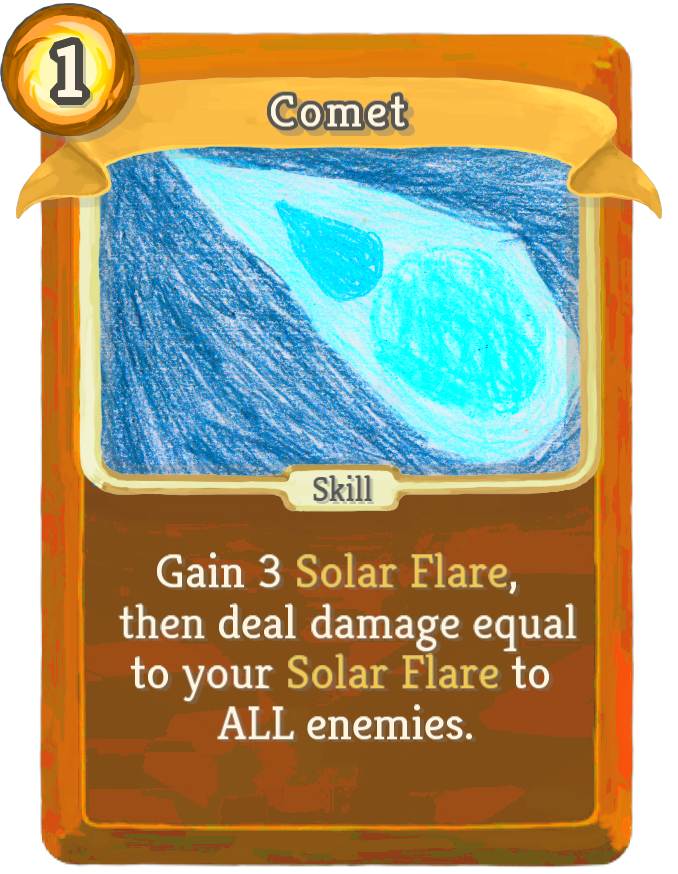 1
Comet
Skill
Gain 3 Solar Flare,
then deal damage equal
to your Solar Flare to
ALL enemies.